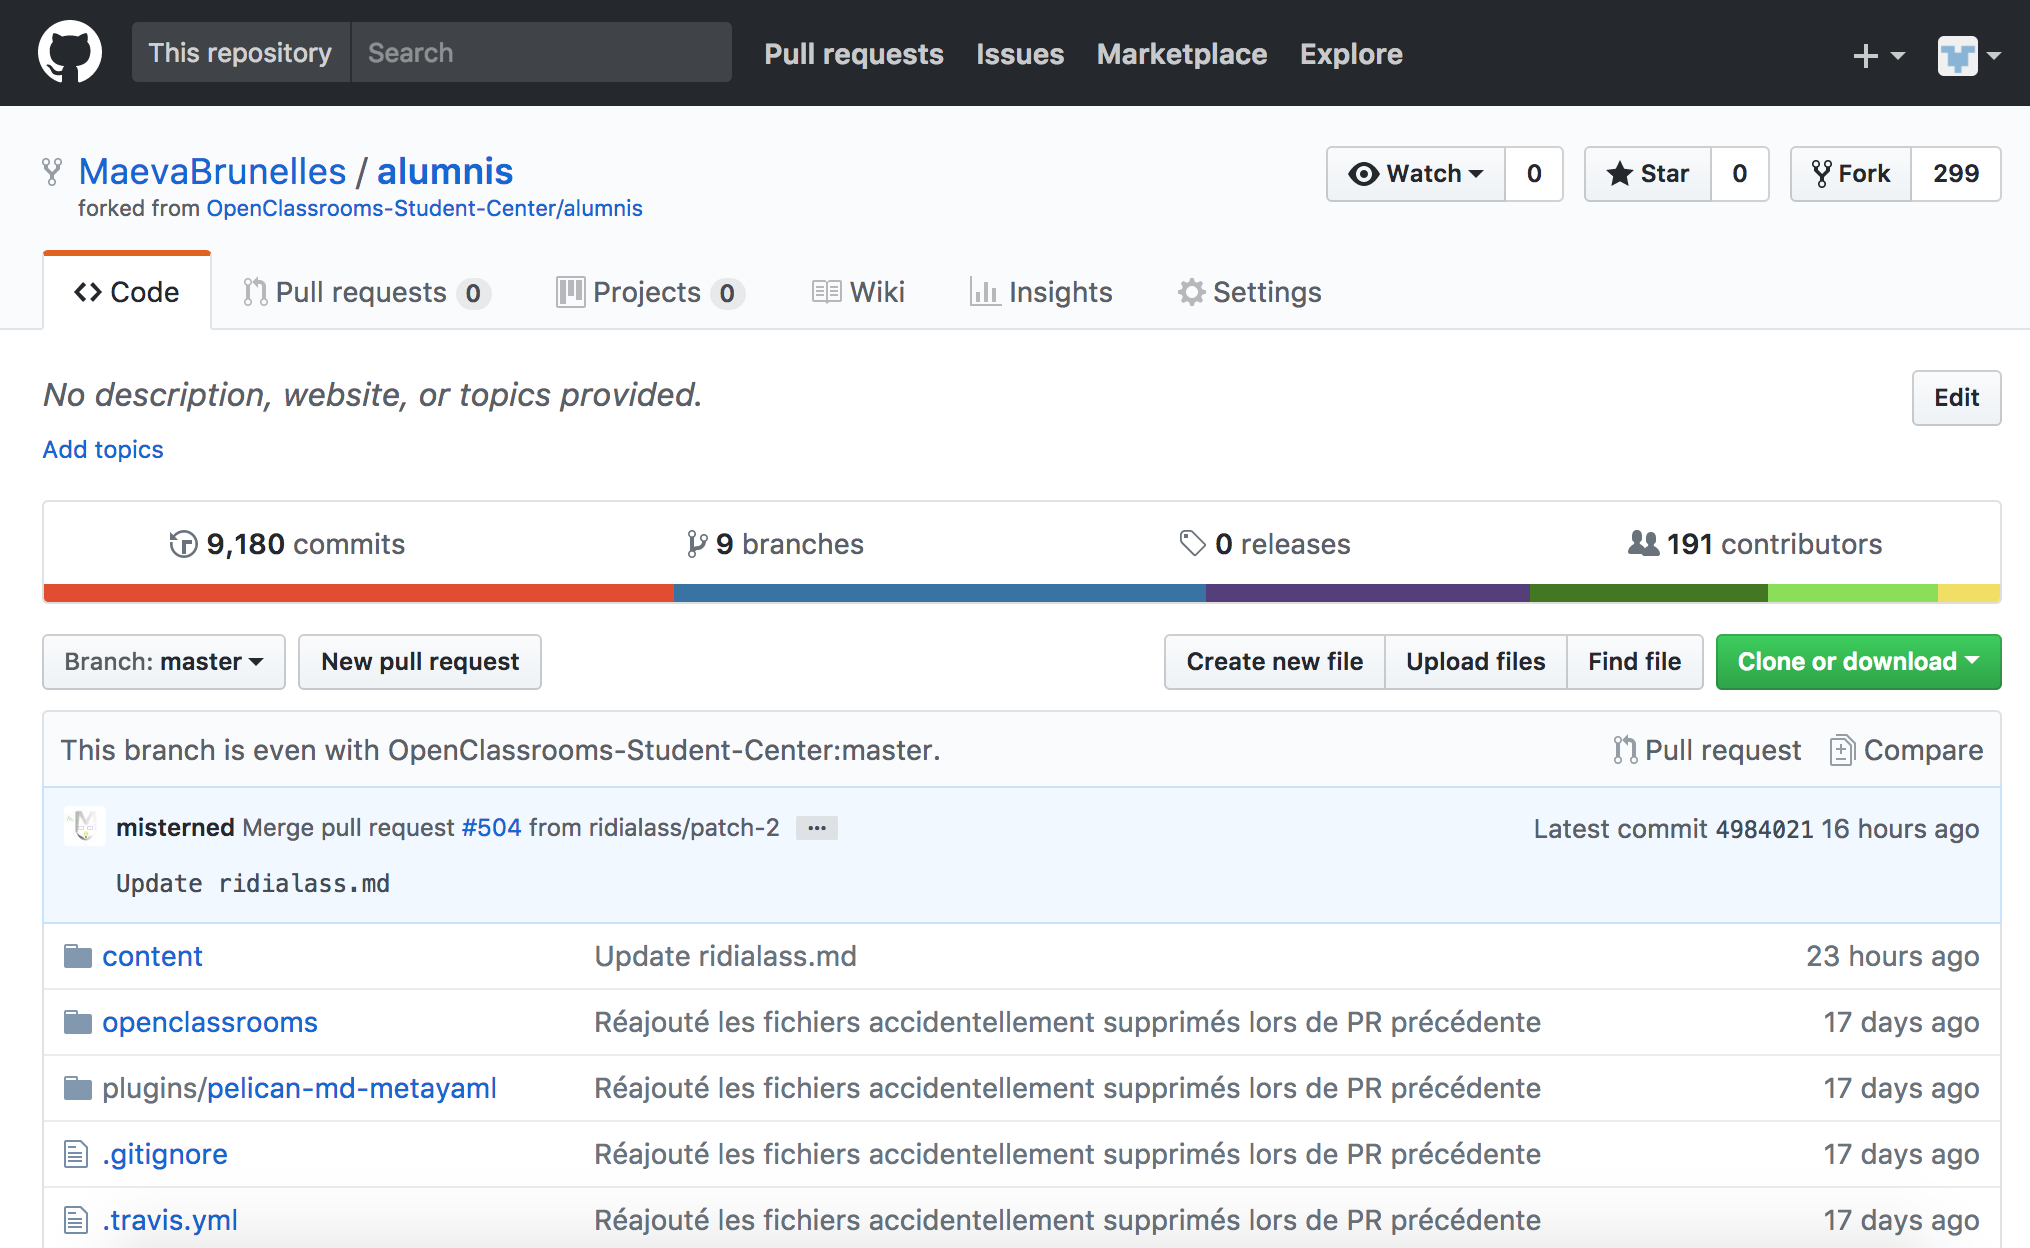 This repository Search Pull requests Issues Marketplace Explore
MaevaBrunelles / alumnis
forked from OpenClassrooms-Student-Center/alumnis
Watch 0 Star 0 Fork 299
Code Pull requests 0 Projects 0 Wiki Insights Settings
No description, website, or topics provided.
Edit
Add topics
9,180 commits 9 branches 0 releases 191 contributors
Branch: master New pull request Create new file Upload files Find file Clone or download
This branch is even with OpenClassrooms-Student-Center:master. Pull request Compare
misterned Merge pull request #504 from ridialass/patch-2 ... Latest commit 4984021 16 hours ago
Update ridialass.md
content Update ridialass.md 23 hours ago
openclassrooms Réajouté les fichiers accidentellement supprimés lors de PR précédente 17 days ago
plugins/pelican-md-metayaml Réajouté les fichiers accidentellement supprimés lors de PR précédente 17 days ago
.gitignore Réajouté les fichiers accidentellement supprimés lors de PR précédente 17 days ago
.travis.yml Réajouté les fichiers accidentellement supprimés lors de PR précédente 17 days ago